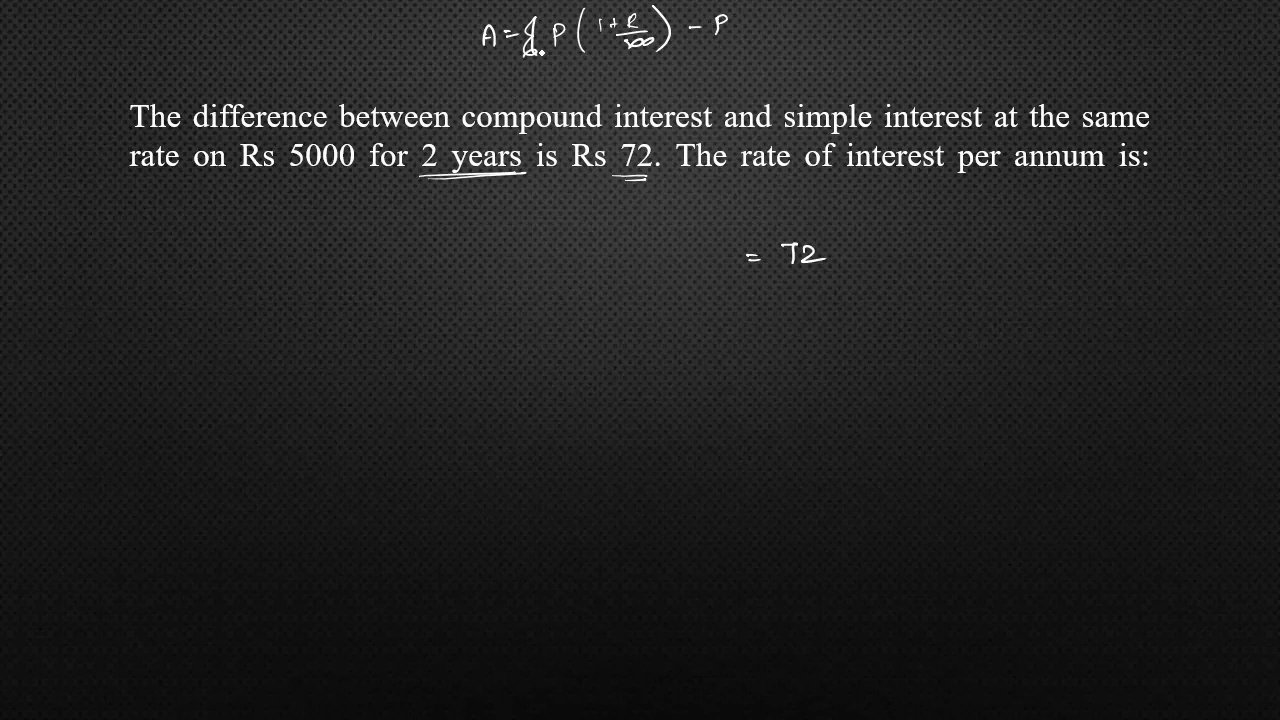 A = P ( 1 + R/100 ) - P
The difference between compound interest and simple interest at the same
rate on Rs 5000 for 2 years is Rs 72. The rate of interest per annum is:
= 72